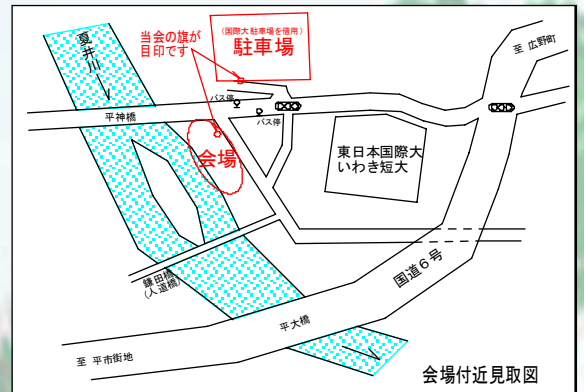 当会の旗が
目印です
(国際大駐車場を借用)
駐車場
至 広野町
夏井川
バス停
平神橋
バス停
会場
東日本国際大
いわき短大
鎌田橋
(人道橋)
国道6号
平大橋
至 平市街地
会場付近見取図